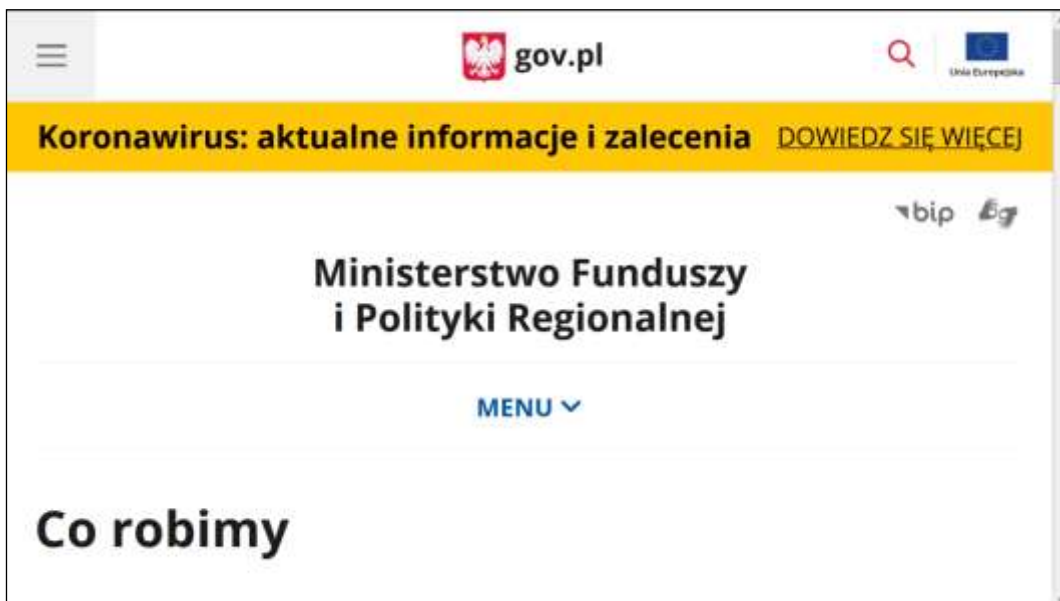 gov.pl
Unia Europejska
Koronawirus: aktualne informacje i zalecenia DOWIEDZ SIĘ WIĘCEJ
bip
Ministerstwo Funduszy
i Polityki Regionalnej
MENU
Co robimy